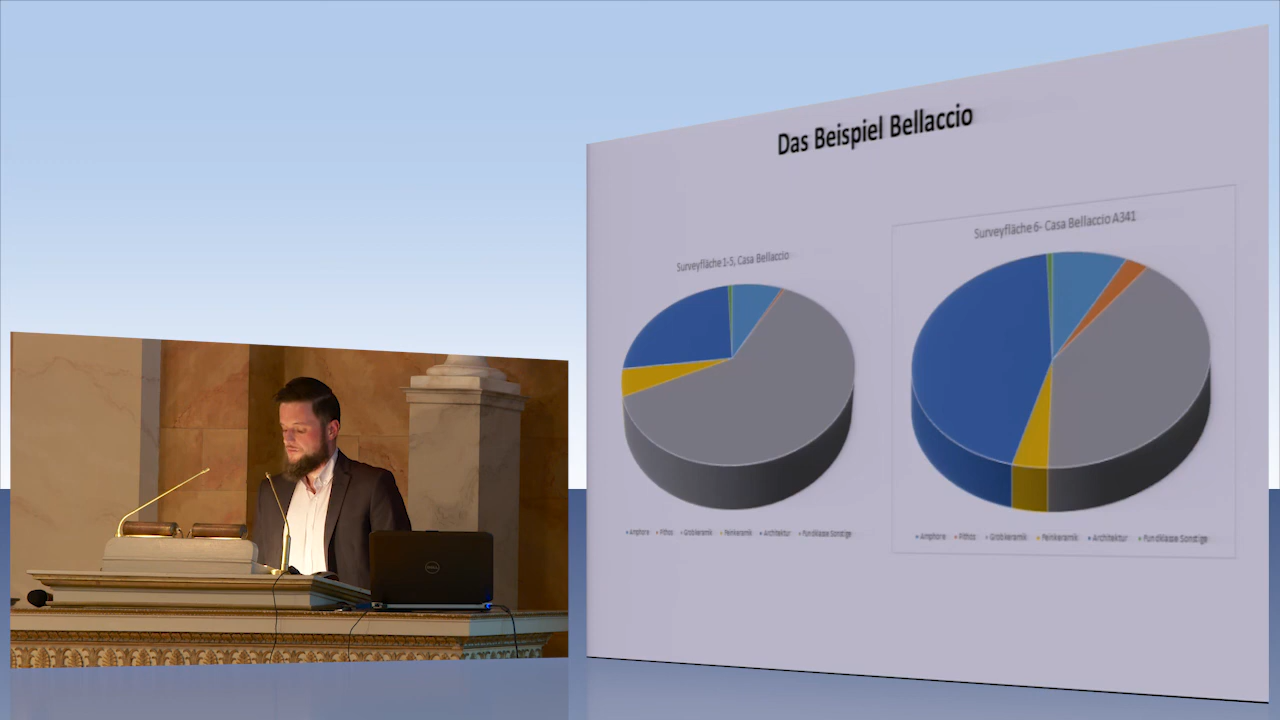 Das Beispiel Bellaccio
Surveyfläche 1-5, Casa Bellaccio
Amphore Pithos Grobkeramik Feinkeramik Architektur Fundklasse Sonstige
Surveyfläche 6- Casa Bellaccio A341
Amphore Pithos Grobkeramik Feinkeramik Architektur Fundklasse Sonstige
DELL